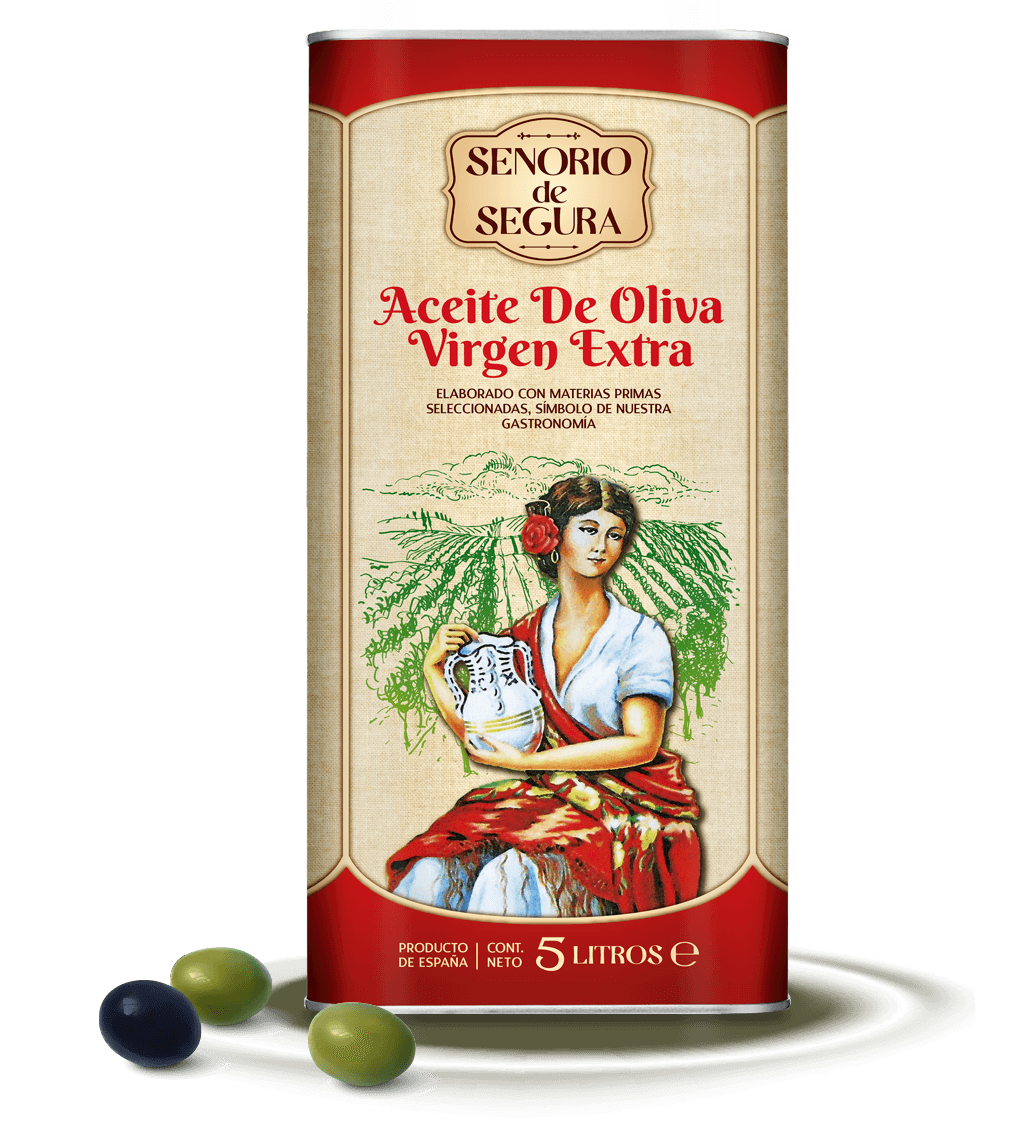 SENORIO
de
SEGURA
Aceite De Oliva
Virgen Extra
ELABORADO CON MATERIAS PRIMAS
SELECCIONADAS, SÍMBOLO DE NUESTRA
GASTRONOMÍA
PRODUCTO
DE ESPAÑA
CONT.
NETO
5 LITROS ℮